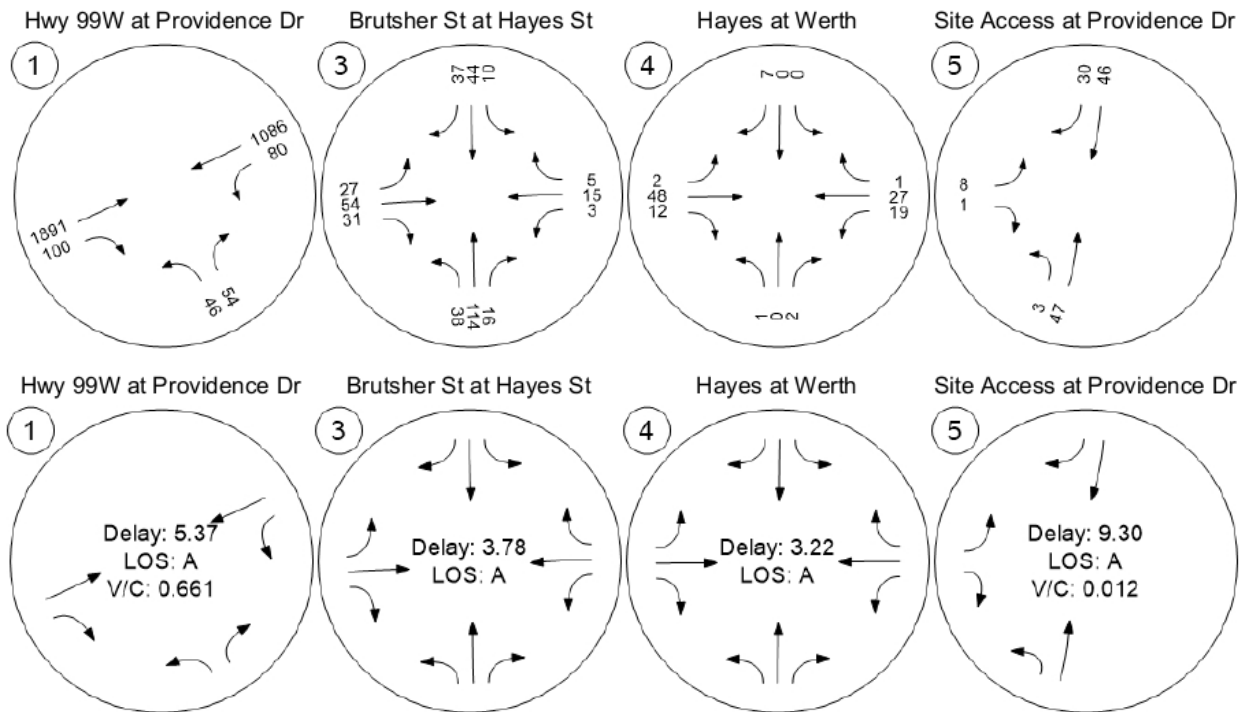 Hwy 99W at Providence Dr
1
1086
80
1891
100
46
54
Brutsher St at Hayes St
3
37
44
10
27
54
31
5
15
3
38
114
16
Hayes at Werth
4
7
0
0
2
48
12
1
27
19
1
0
2
Site Access at Providence Dr
5
30
46
8
1
3
47
Hwy 99W at Providence Dr
1
Delay: 5.37
LOS: A
V/C: 0.661
Brutsher St at Hayes St
3
Delay: 3.78
LOS: A
Hayes at Werth
4
Delay: 3.22
LOS: A
Site Access at Providence Dr
5
Delay: 9.30
LOS: A
V/C: 0.012